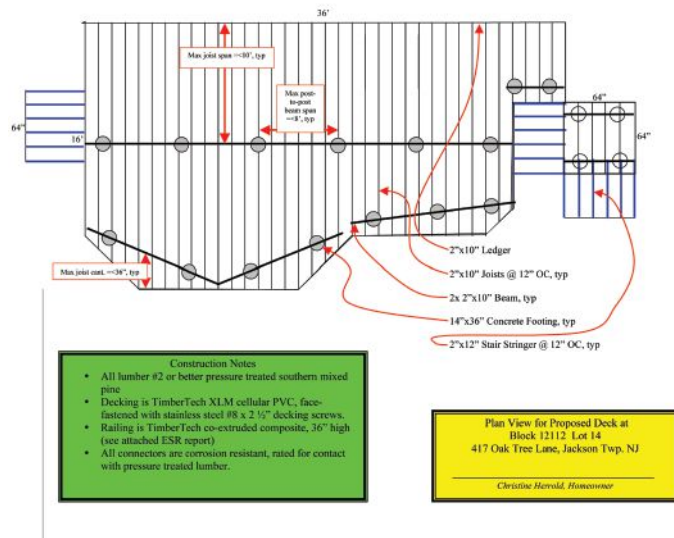 36'
Max joist span =<10', typ
Max post-
to-post
beam span
=<8', typ
64"
16'
64"
64"
Max joist cant. =<36", typ
2"x10" Ledger
2"x10" Joists @ 12" OC, typ
2x 2"x10" Beam, typ
14"x36" Concrete Footing, typ
2"x12" Stair Stringer @ 12" OC, typ
Construction Notes
• All lumber #2 or better pressure treated southern mixed
pine
• Decking is TimberTech XLM cellular PVC, face-
fastened with stainless steel #8 x 2 ½" decking screws.
• Railing is TimberTech co-extruded composite, 36" high
(see attached ESR report)
• All connectors are corrosion resistant, rated for contact
with pressure treated lumber.
Plan View for Proposed Deck at
Block 12112 Lot 14
417 Oak Tree Lane, Jackson Twp. NJ
Christine Herrold, Homeowner